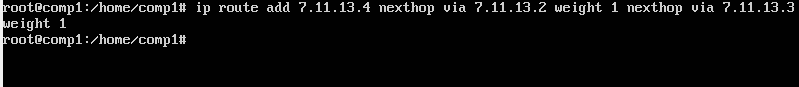 root@comp1:/home/comp1# ip route add 7.11.13.4 nexthop via 7.11.13.2 weight 1 nexthop via 7.11.13.3
weight 1
root@comp1:/home/comp1#